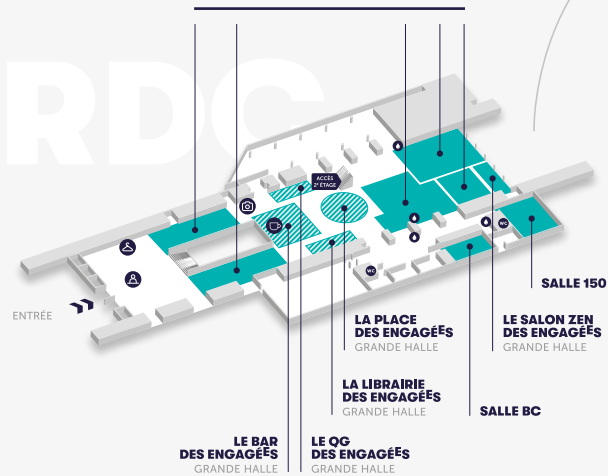 RDC
ACCÈS
2E ÉTAGE
WC
WC
ENTRÉE
SALLE 150
LA PLACE
DES ENGAGÉES
GRANDE HALLE
LE SALON ZEN
DES ENGAGÉES
GRANDE HALLE
LA LIBRAIRIE
DES ENGAGÉES
GRANDE HALLE
SALLE BC
LE BAR
DES ENGAGÉES
GRANDE HALLE
LE QG
DES ENGAGÉES
GRANDE HALLE